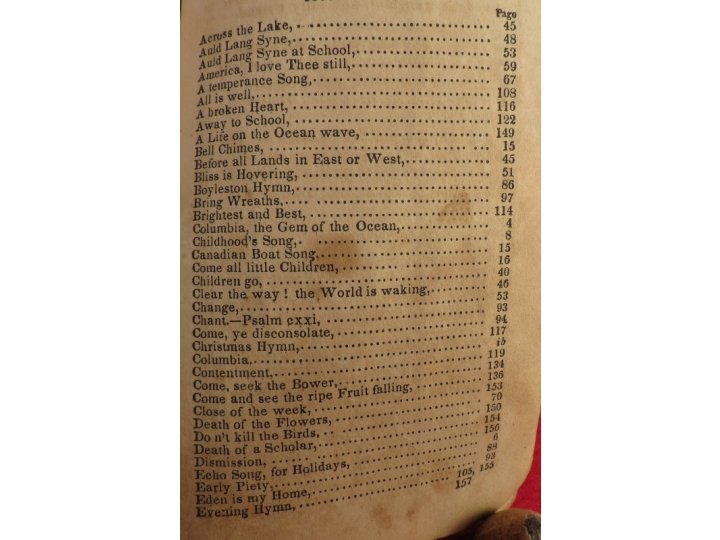 Page
Across the Lake, 45
Auld Lang Syne, 48
Auld Lang Syne at School, 53
America, I love Thee still, 59
A temperance Song, 67
All is well, 108
A broken Heart, 116
Away to School, 122
A Life on the Ocean wave, 149
Bell Chimes, 15
Before all Lands in East or West, 45
Bliss is Hovering, 51
Boyleston Hymn, 86
Bring Wreaths, 97
Brightest and Best, 114
Columbia, the Gem of the Ocean, 4
Childhood's Song, 8
Canadian Boat Song, 15
Come all little Children, 16
Children go, 40
Clear the way ! the World is waking, 46
Change, 53
Chant.—Psalm cxxi, 93
Come, ye disconsolate, 94
Christmas Hymn, 117
Columbia. ib
Contentment, 119
Come, seek the Bower, 134
Come and see the ripe Fruit falling, 136
Close of the week, 153
Death of the Flowers, 70
Do n't kill the Birds, 150
Death of a Scholar, 154
Dismission, 156
Echo Song, for Holidays, 6
Early Piety, 88
Eden is my Home, 93
105, 155
Evening Hymn, 157